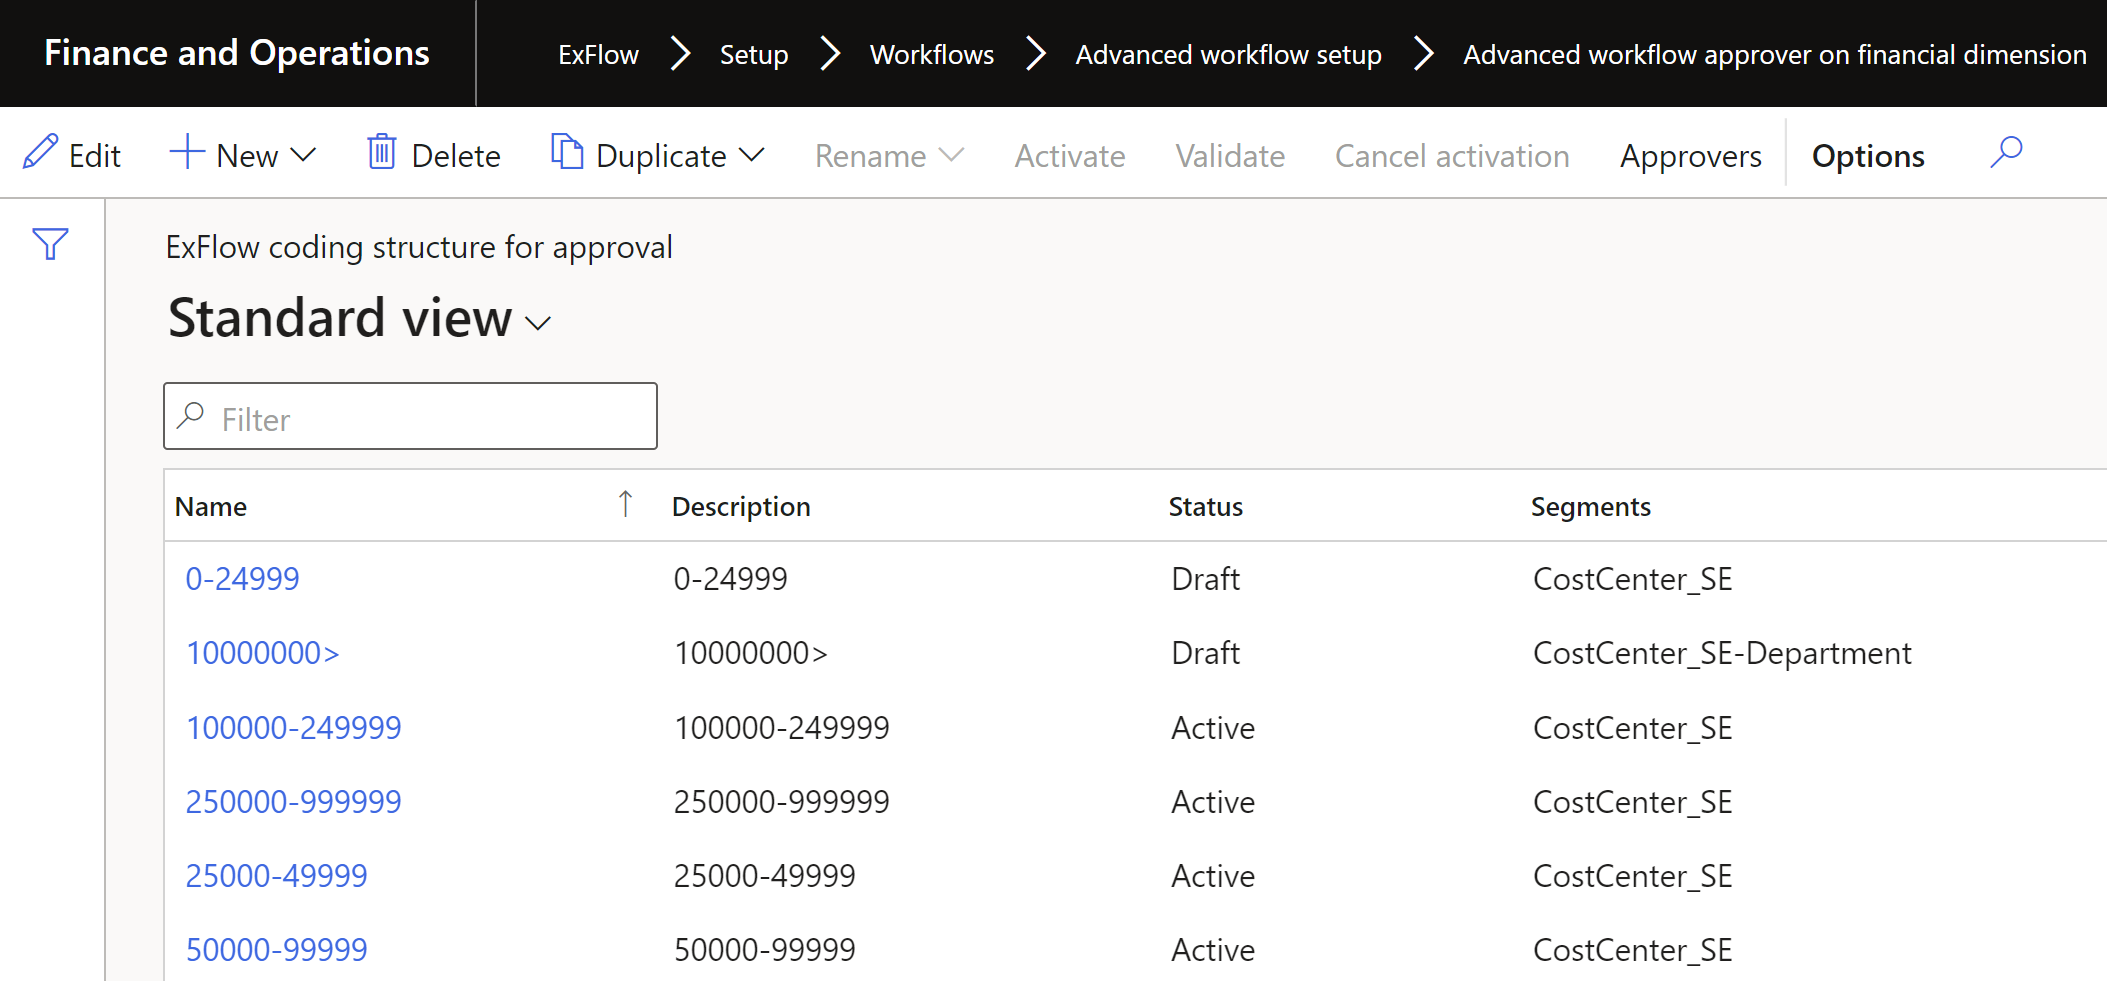 Finance and Operations ExFlow Setup Workflows Advanced workflow setup Advanced workflow approver on financial dimension
Edit New Delete Duplicate Rename Activate Validate Cancel activation Approvers Options
ExFlow coding structure for approval
Standard view
Filter
Name Description Status Segments
0-24999 0-24999 Draft CostCenter_SE
10000000> 10000000> Draft CostCenter_SE-Department
100000-249999 100000-249999 Active CostCenter_SE
250000-999999 250000-999999 Active CostCenter_SE
25000-49999 25000-49999 Active CostCenter_SE
50000-99999 50000-99999 Active CostCenter_SE